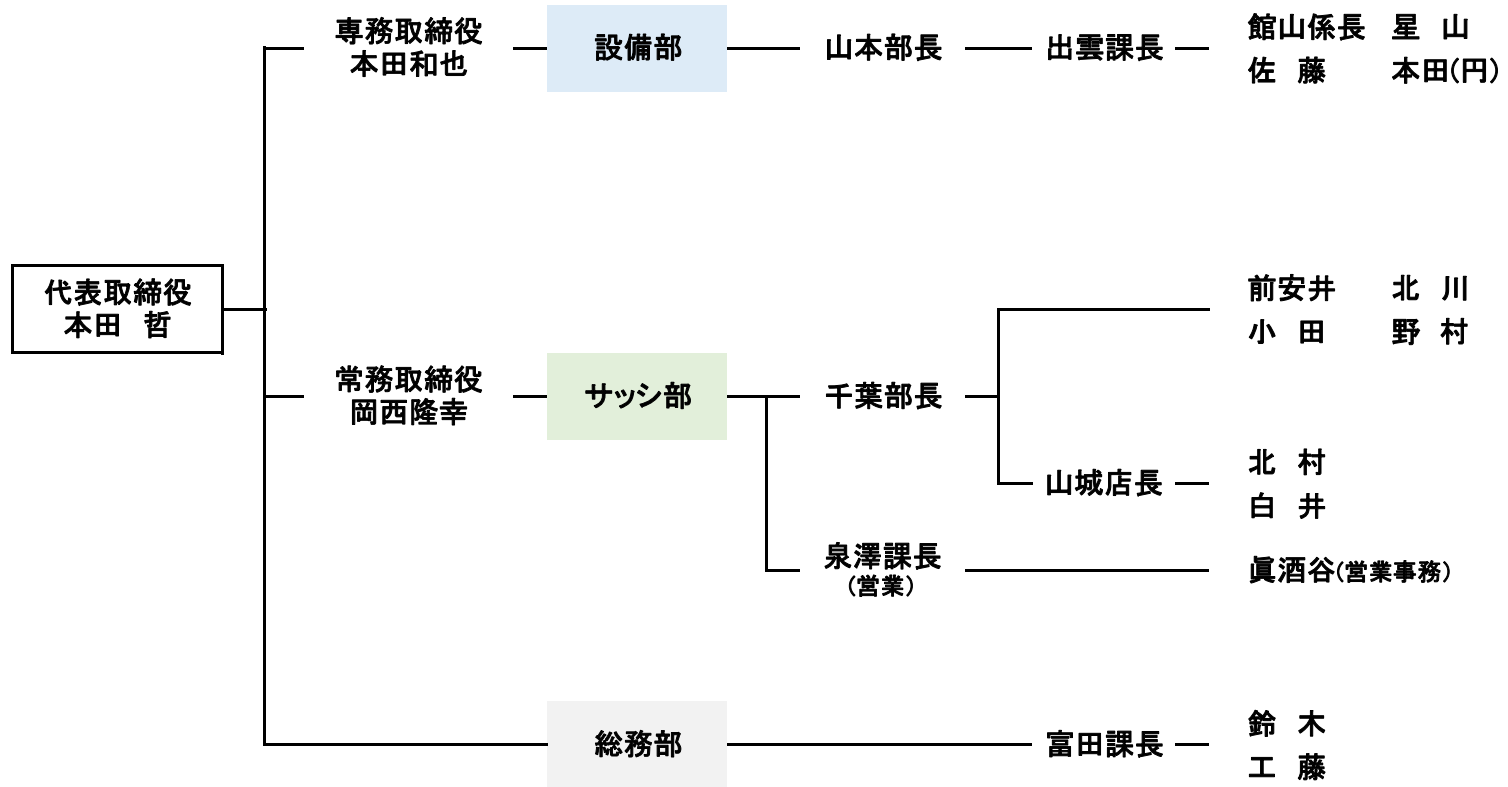 専務取締役
本田和也
設備部
山本部長
出雲課長
館山係長 星 山
佐 藤 本田(円)
代表取締役
本田 哲
常務取締役
岡西隆幸
サッシ部
千葉部長
前安井 北 川
小 田 野 村
山城店長
北 村
白 井
泉澤課長
(営業)
眞酒谷(営業事務)
総務部
富田課長
鈴 木
工 藤